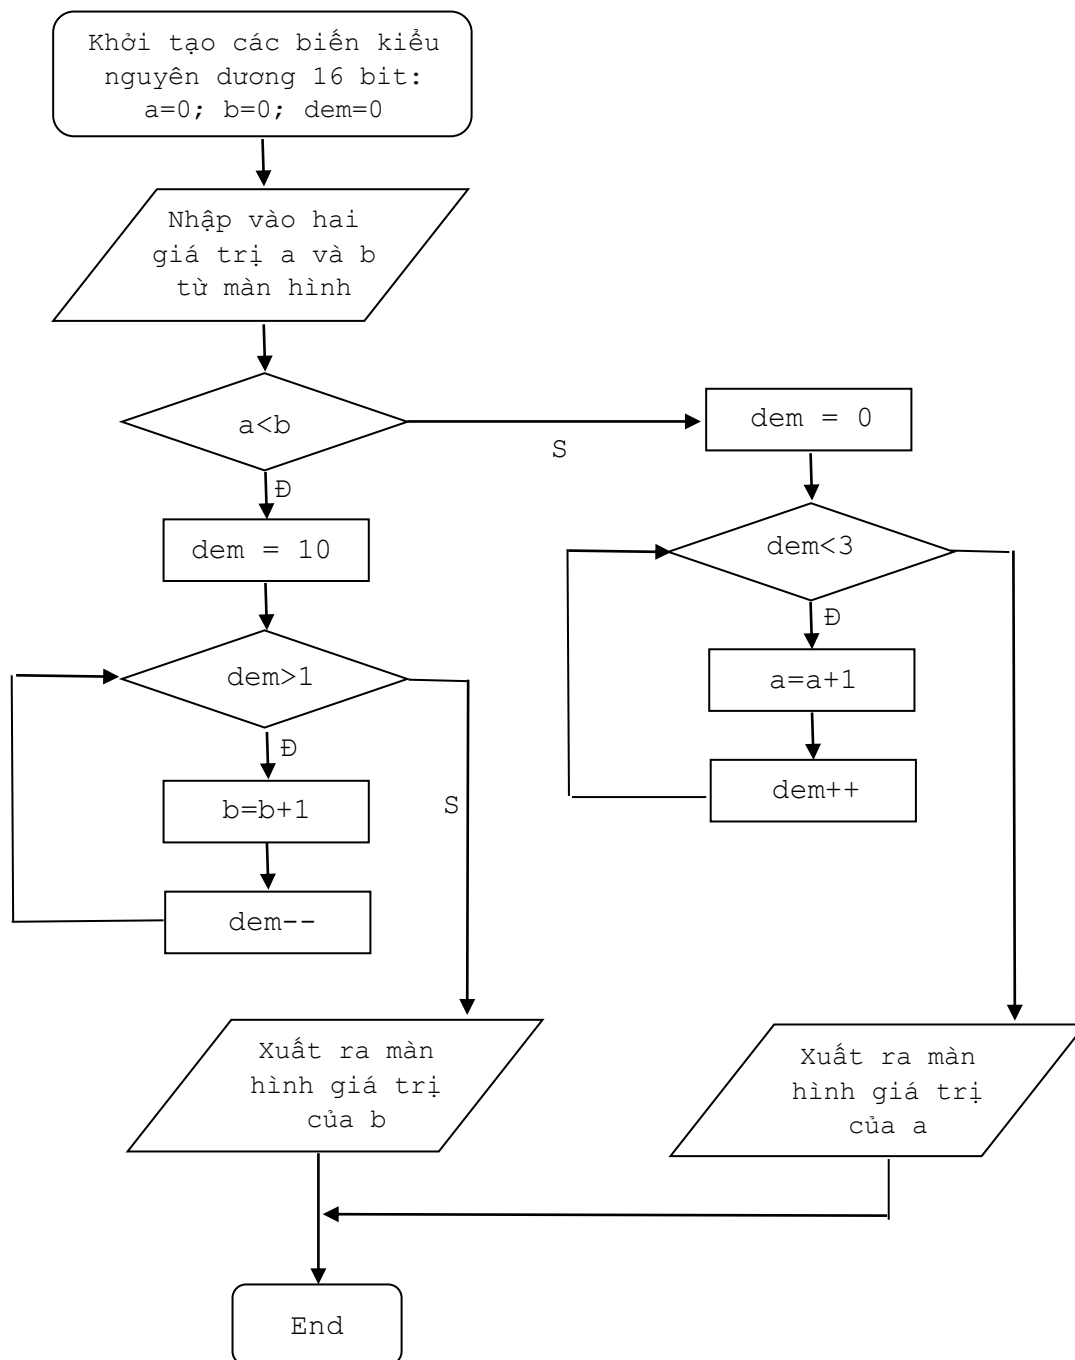 Khởi tạo các biến kiểu
nguyên dương 16 bit:
a=0; b=0; dem=0
Nhập vào hai
giá trị a và b
từ màn hình
a<b
S
Đ
dem = 10
dem>1
Đ
b=b+1
S
dem--
Xuất ra màn
hình giá trị
của b
dem = 0
dem<3
Đ
a=a+1
dem++
Xuất ra màn
hình giá trị
của a
End